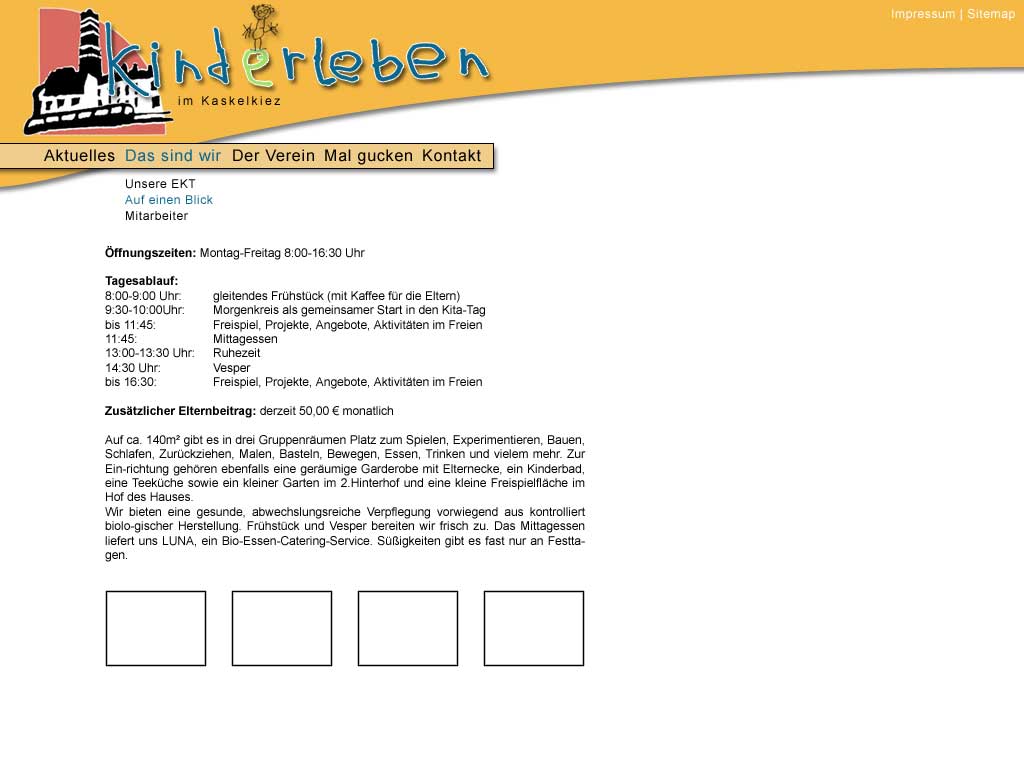 Impressum | Sitemap
kinderleben
im Kaskelkiez
Aktuelles Das sind wir Der Verein Mal gucken Kontakt
Unsere EKT
Auf einen Blick
Mitarbeiter
Öffnungszeiten: Montag-Freitag 8:00-16:30 Uhr
Tagesablauf:
8:00-9:00 Uhr: gleitendes Frühstück (mit Kaffee für die Eltern)
9:30-10:00Uhr: Morgenkreis als gemeinsamer Start in den Kita-Tag
bis 11:45: Freispiel, Projekte, Angebote, Aktivitäten im Freien
11:45: Mittagessen
13:00-13:30 Uhr: Ruhezeit
14:30 Uhr: Vesper
bis 16:30: Freispiel, Projekte, Angebote, Aktivitäten im Freien
Zusätzlicher Elternbeitrag: derzeit 50,00 € monatlich
Auf ca. 140m² gibt es in drei Gruppenräumen Platz zum Spielen, Experimentieren, Bauen,
Schlafen, Zurückziehen, Malen, Basteln, Bewegen, Essen, Trinken und vielem mehr. Zur
Ein-richtung gehören ebenfalls eine geräumige Garderobe mit Elternecke, ein Kinderbad,
eine Teeküche sowie ein kleiner Garten im 2.Hinterhof und eine kleine Freispielfläche im
Hof des Hauses.
Wir bieten eine gesunde, abwechslungsreiche Verpflegung vorwiegend aus kontrolliert
biolo-gischer Herstellung. Frühstück und Vesper bereiten wir frisch zu. Das Mittagessen
liefert uns LUNA, ein Bio-Essen-Catering-Service. Süßigkeiten gibt es fast nur an Festta-
gen.